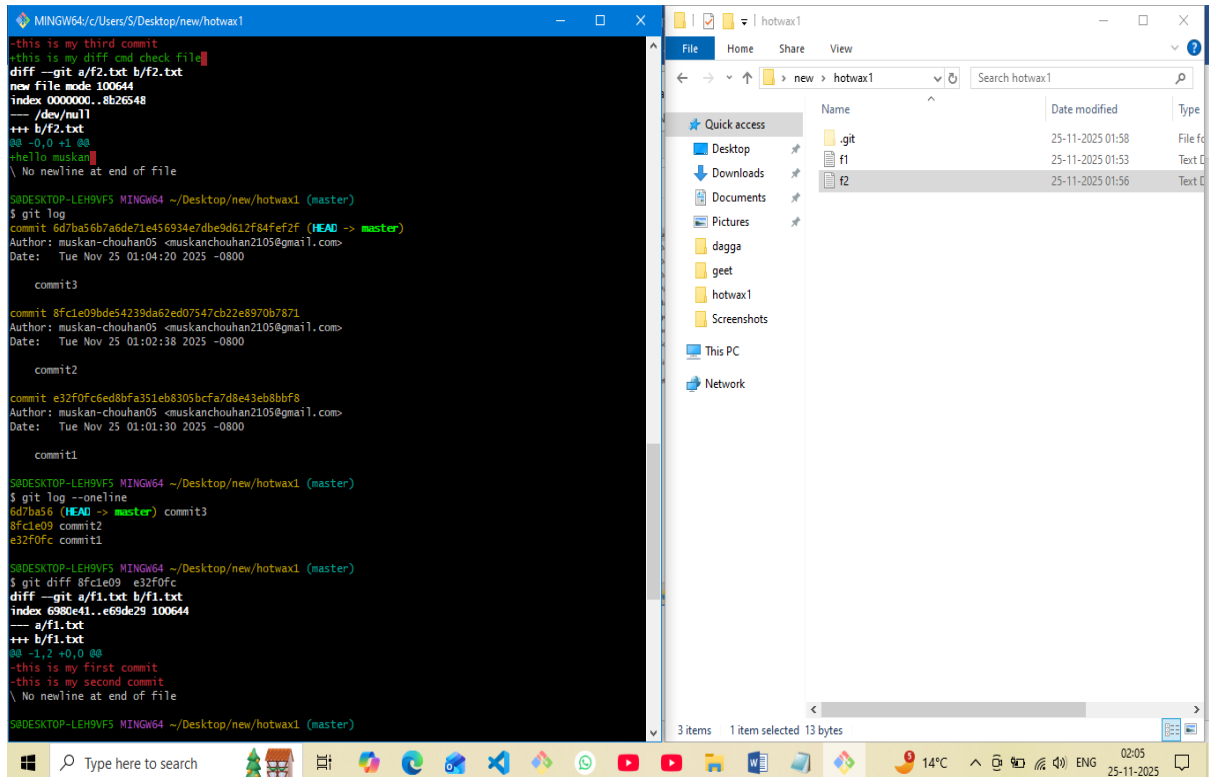 MINGW64:/c/Users/S/Desktop/new/hotwax1
-this is my third commit
+this is my diff cmd check file
diff --git a/f2.txt b/f2.txt
new file mode 100644
index 0000000..8b26548
--- /dev/null
+++ b/f2.txt
@@ -0,0 +1 @@
+hello muskan
\ No newline at end of file
S@DESKTOP-LEH9VF5 MINGW64 ~/Desktop/new/hotwax1 (master)
$ git log
commit 6d7ba56b7a6de71e456934e7dbe9d612f84fef2f (HEAD -> master)
Author: muskan-chouhan05 <muskanchouhan2105@gmail.com>
Date:   Tue Nov 25 01:04:20 2025 -0800
commit3
commit 8fc1e09bde54239da62ed07547cb22e8970b7871
Author: muskan-chouhan05 <muskanchouhan2105@gmail.com>
Date:   Tue Nov 25 01:02:38 2025 -0800
commit2
commit e32f0fc6ed8bfa351eb8305bcfa7d8e43eb8bbf8
Author: muskan-chouhan05 <muskanchouhan2105@gmail.com>
Date:   Tue Nov 25 01:01:30 2025 -0800
commit1
S@DESKTOP-LEH9VF5 MINGW64 ~/Desktop/new/hotwax1 (master)
$ git log --oneline
6d7ba56 (HEAD -> master) commit3
8fc1e09 commit2
e32f0fc commit1
S@DESKTOP-LEH9VF5 MINGW64 ~/Desktop/new/hotwax1 (master)
$ git diff 8fc1e09  e32f0fc
diff --git a/f1.txt b/f1.txt
index 6980e41..e69de29 100644
--- a/f1.txt
+++ b/f1.txt
@@ -1,2 +0,0 @@
-this is my first commit
-this is my second commit
\ No newline at end of file
S@DESKTOP-LEH9VF5 MINGW64 ~/Desktop/new/hotwax1 (master)
hotwax1
File Home Share View
new > hotwax1 Search hotwax1
Name Date modified Type
Quick access
Desktop
Downloads
Documents
Pictures
dagga
geet
hotwax1
Screenshots
This PC
Network
.git 25-11-2025 01:58 File fo
f1 25-11-2025 01:53 Text D
f2 25-11-2025 01:56 Text D
3 items 1 item selected 13 bytes
Type here to search
9 14°C ENG 02:05
25-11-2025